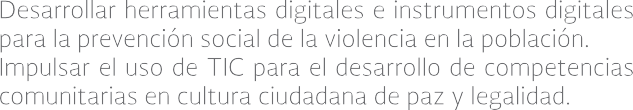 Desarrollar herramientas digitales e instrumentos digitales
para la prevención social de la violencia en la población.
Impulsar el uso de TIC para el desarrollo de competencias
comunitarias en cultura ciudadana de paz y legalidad.